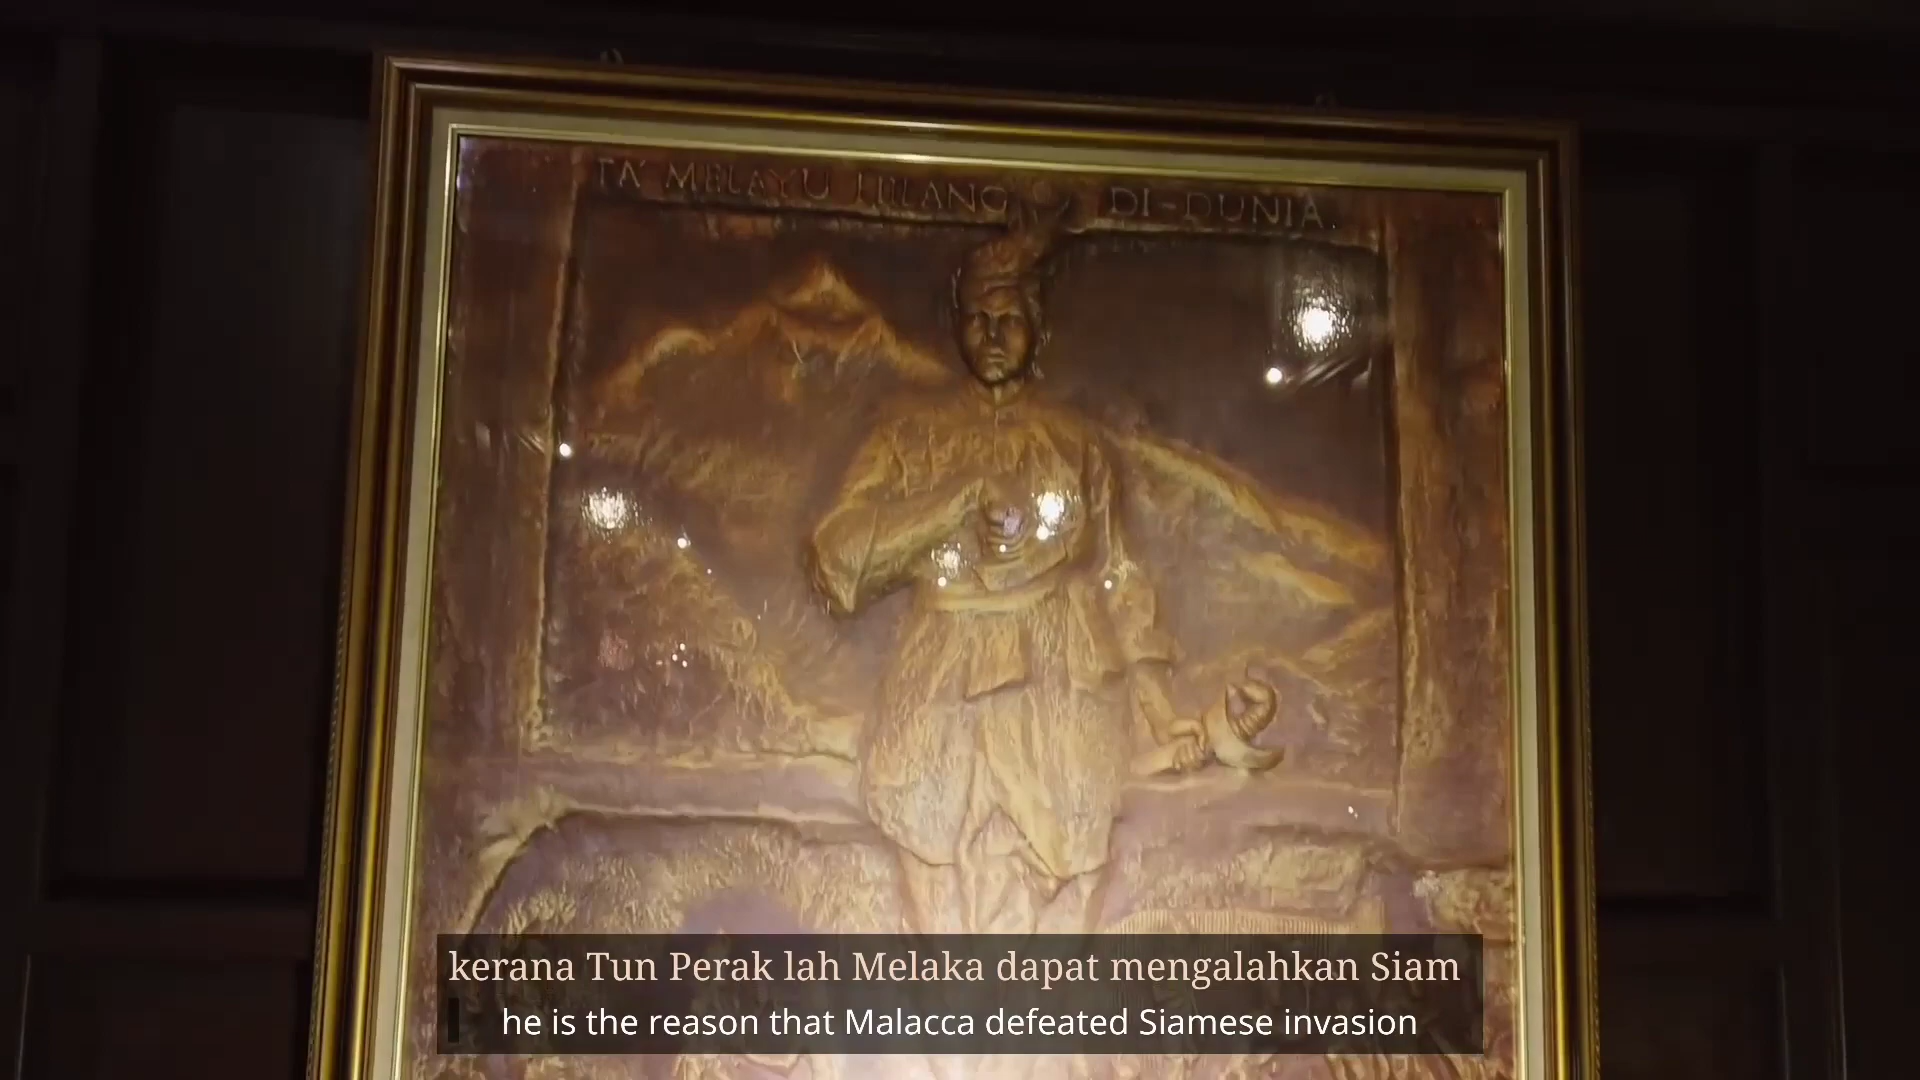 TA' MELAYU HILANG DI-DUNIA.
kerana Tun Perak lah Melaka dapat mengalahkan Siam
he is the reason that Malacca defeated Siamese invasion